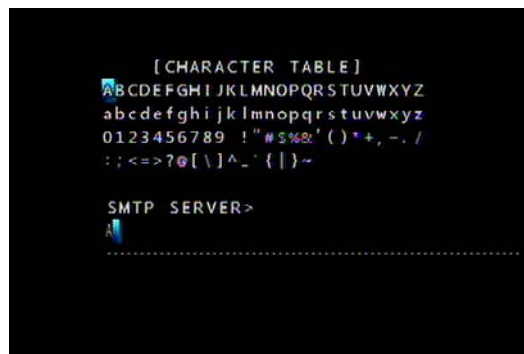 [CHARACTER TABLE]
ABCDEFGHIJKLMNOPQRSTUVWXYZ
abcdefghijklmnopqrstuvwxyz
0123456789 !"#$%&'()*+,-./
:;<=>?@[\]^_`{|}~
SMTP SERVER>
A